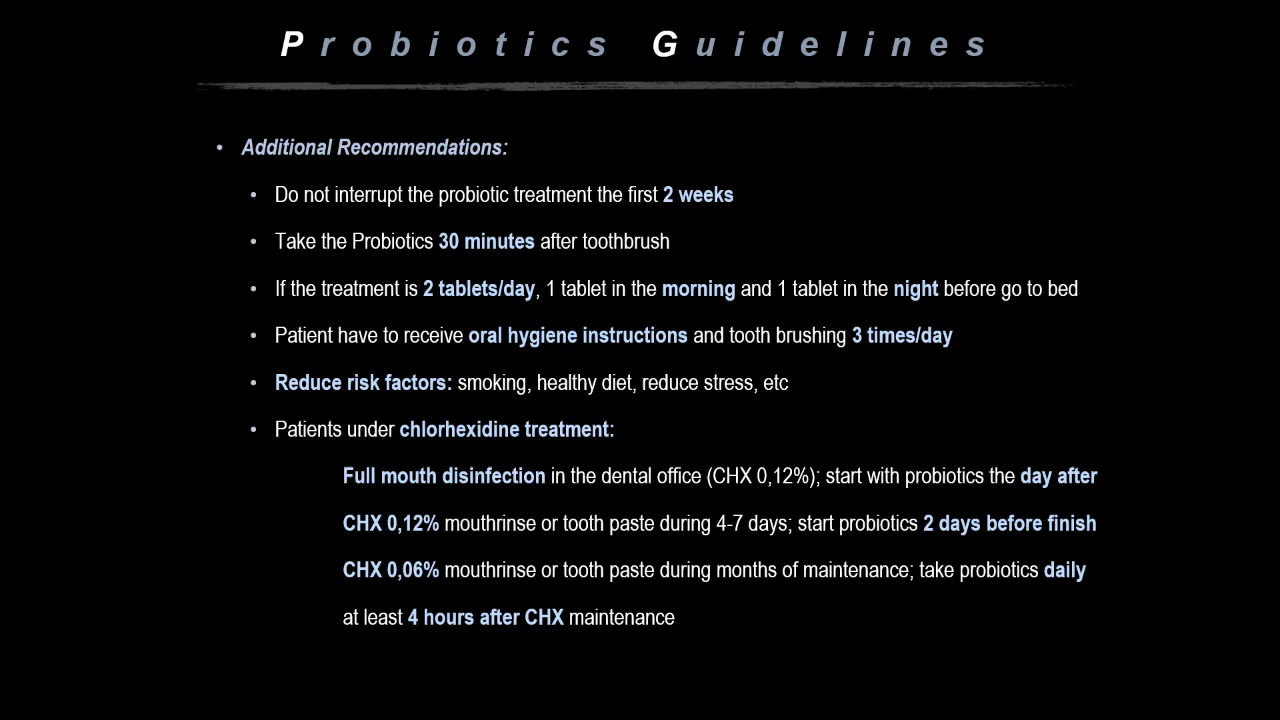 Probiotics Guidelines
• Additional Recommendations:
• Do not interrupt the probiotic treatment the first 2 weeks
• Take the Probiotics 30 minutes after toothbrush
• If the treatment is 2 tablets/day, 1 tablet in the morning and 1 tablet in the night before go to bed
• Patient have to receive oral hygiene instructions and tooth brushing 3 times/day
• Reduce risk factors: smoking, healthy diet, reduce stress, etc
• Patients under chlorhexidine treatment:
Full mouth disinfection in the dental office (CHX 0,12%); start with probiotics the day after
CHX 0,12% mouthrinse or tooth paste during 4-7 days; start probiotics 2 days before finish
CHX 0,06% mouthrinse or tooth paste during months of maintenance; take probiotics daily
at least 4 hours after CHX maintenance